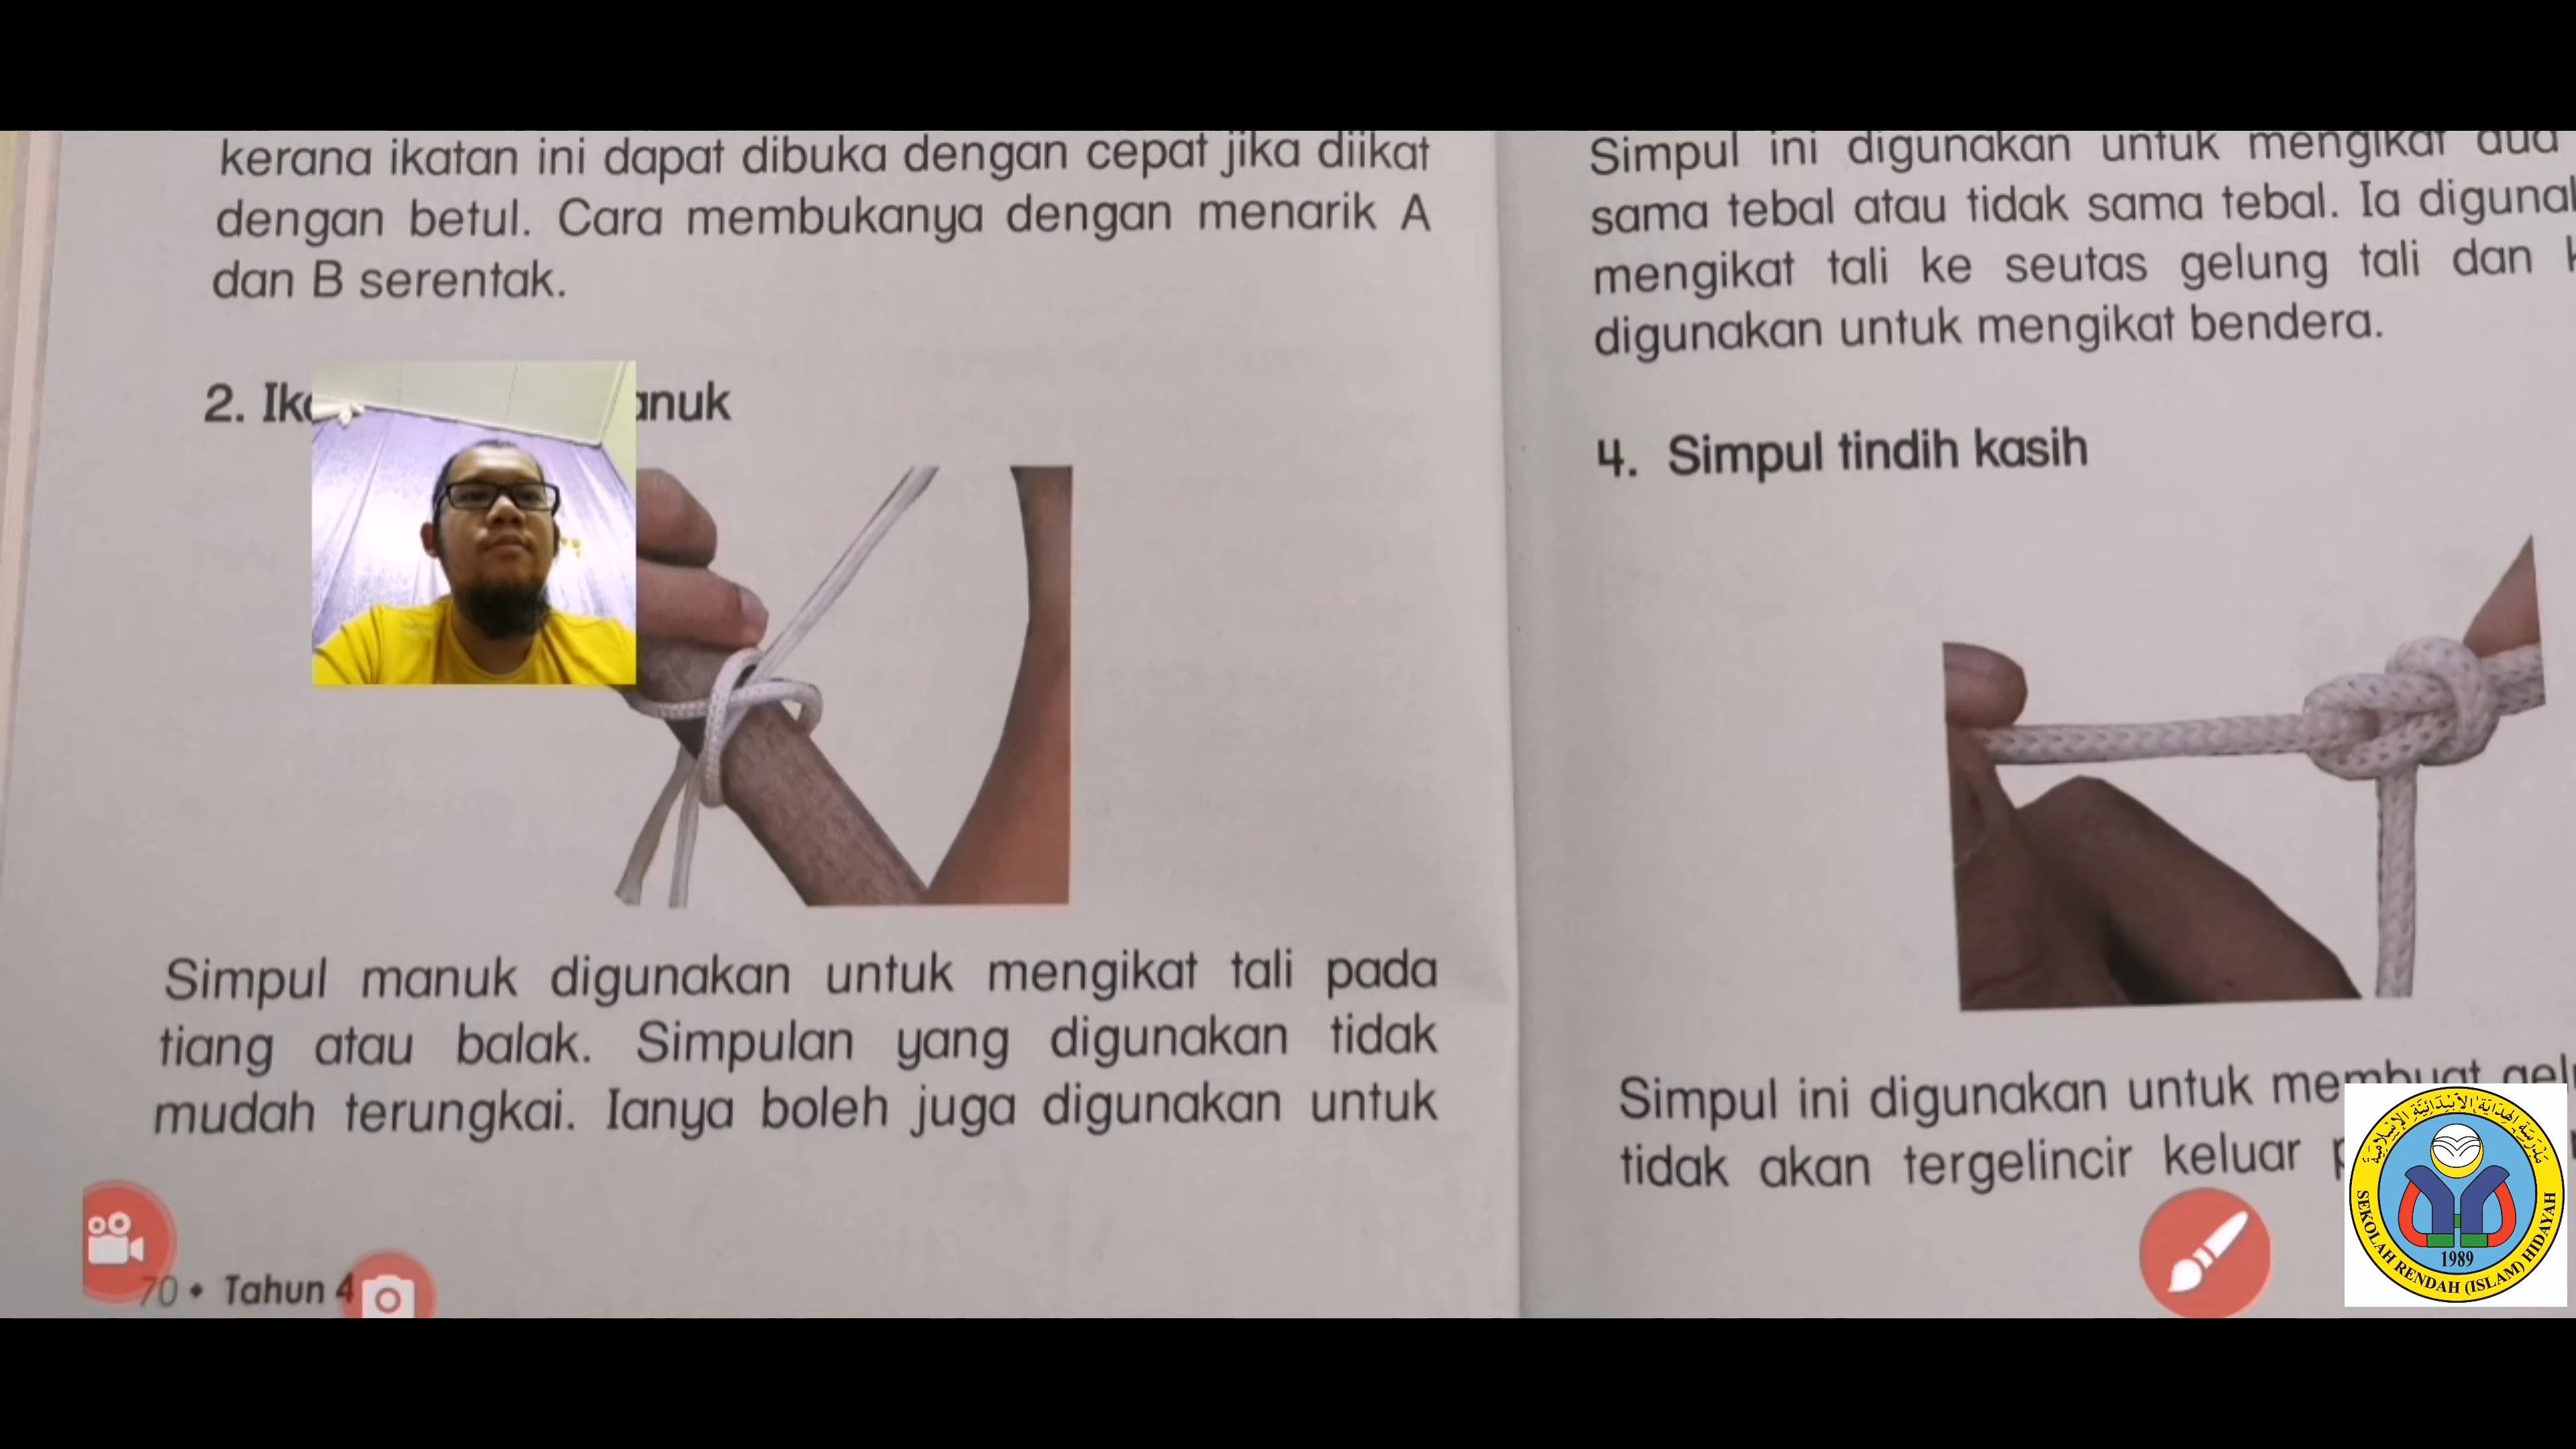 kerana ikatan ini dapat dibuka dengan cepat jika diikat
dengan betul. Cara membukanya dengan menarik A
dan B serentak.
2.
Simpul manuk digunakan untuk mengikat tali pada
tiang atau balak. Simpulan yang digunakan tidak
mudah terungkai. Ianya boleh juga digunakan untuk
70 • Tahun 4
Simpul ini digunakan untuk mengikat dua
sama tebal atau tidak sama tebal. Ia
mengikat tali ke seutas gelung tali dan
digunakan untuk mengikat bendera.
4. Simpul tindih kasih
Simpul ini digunakan untuk membuat
tidak akan tergelincir keluar
SEKOLAH RENDAH (ISLAM) HIDAYAH
1989